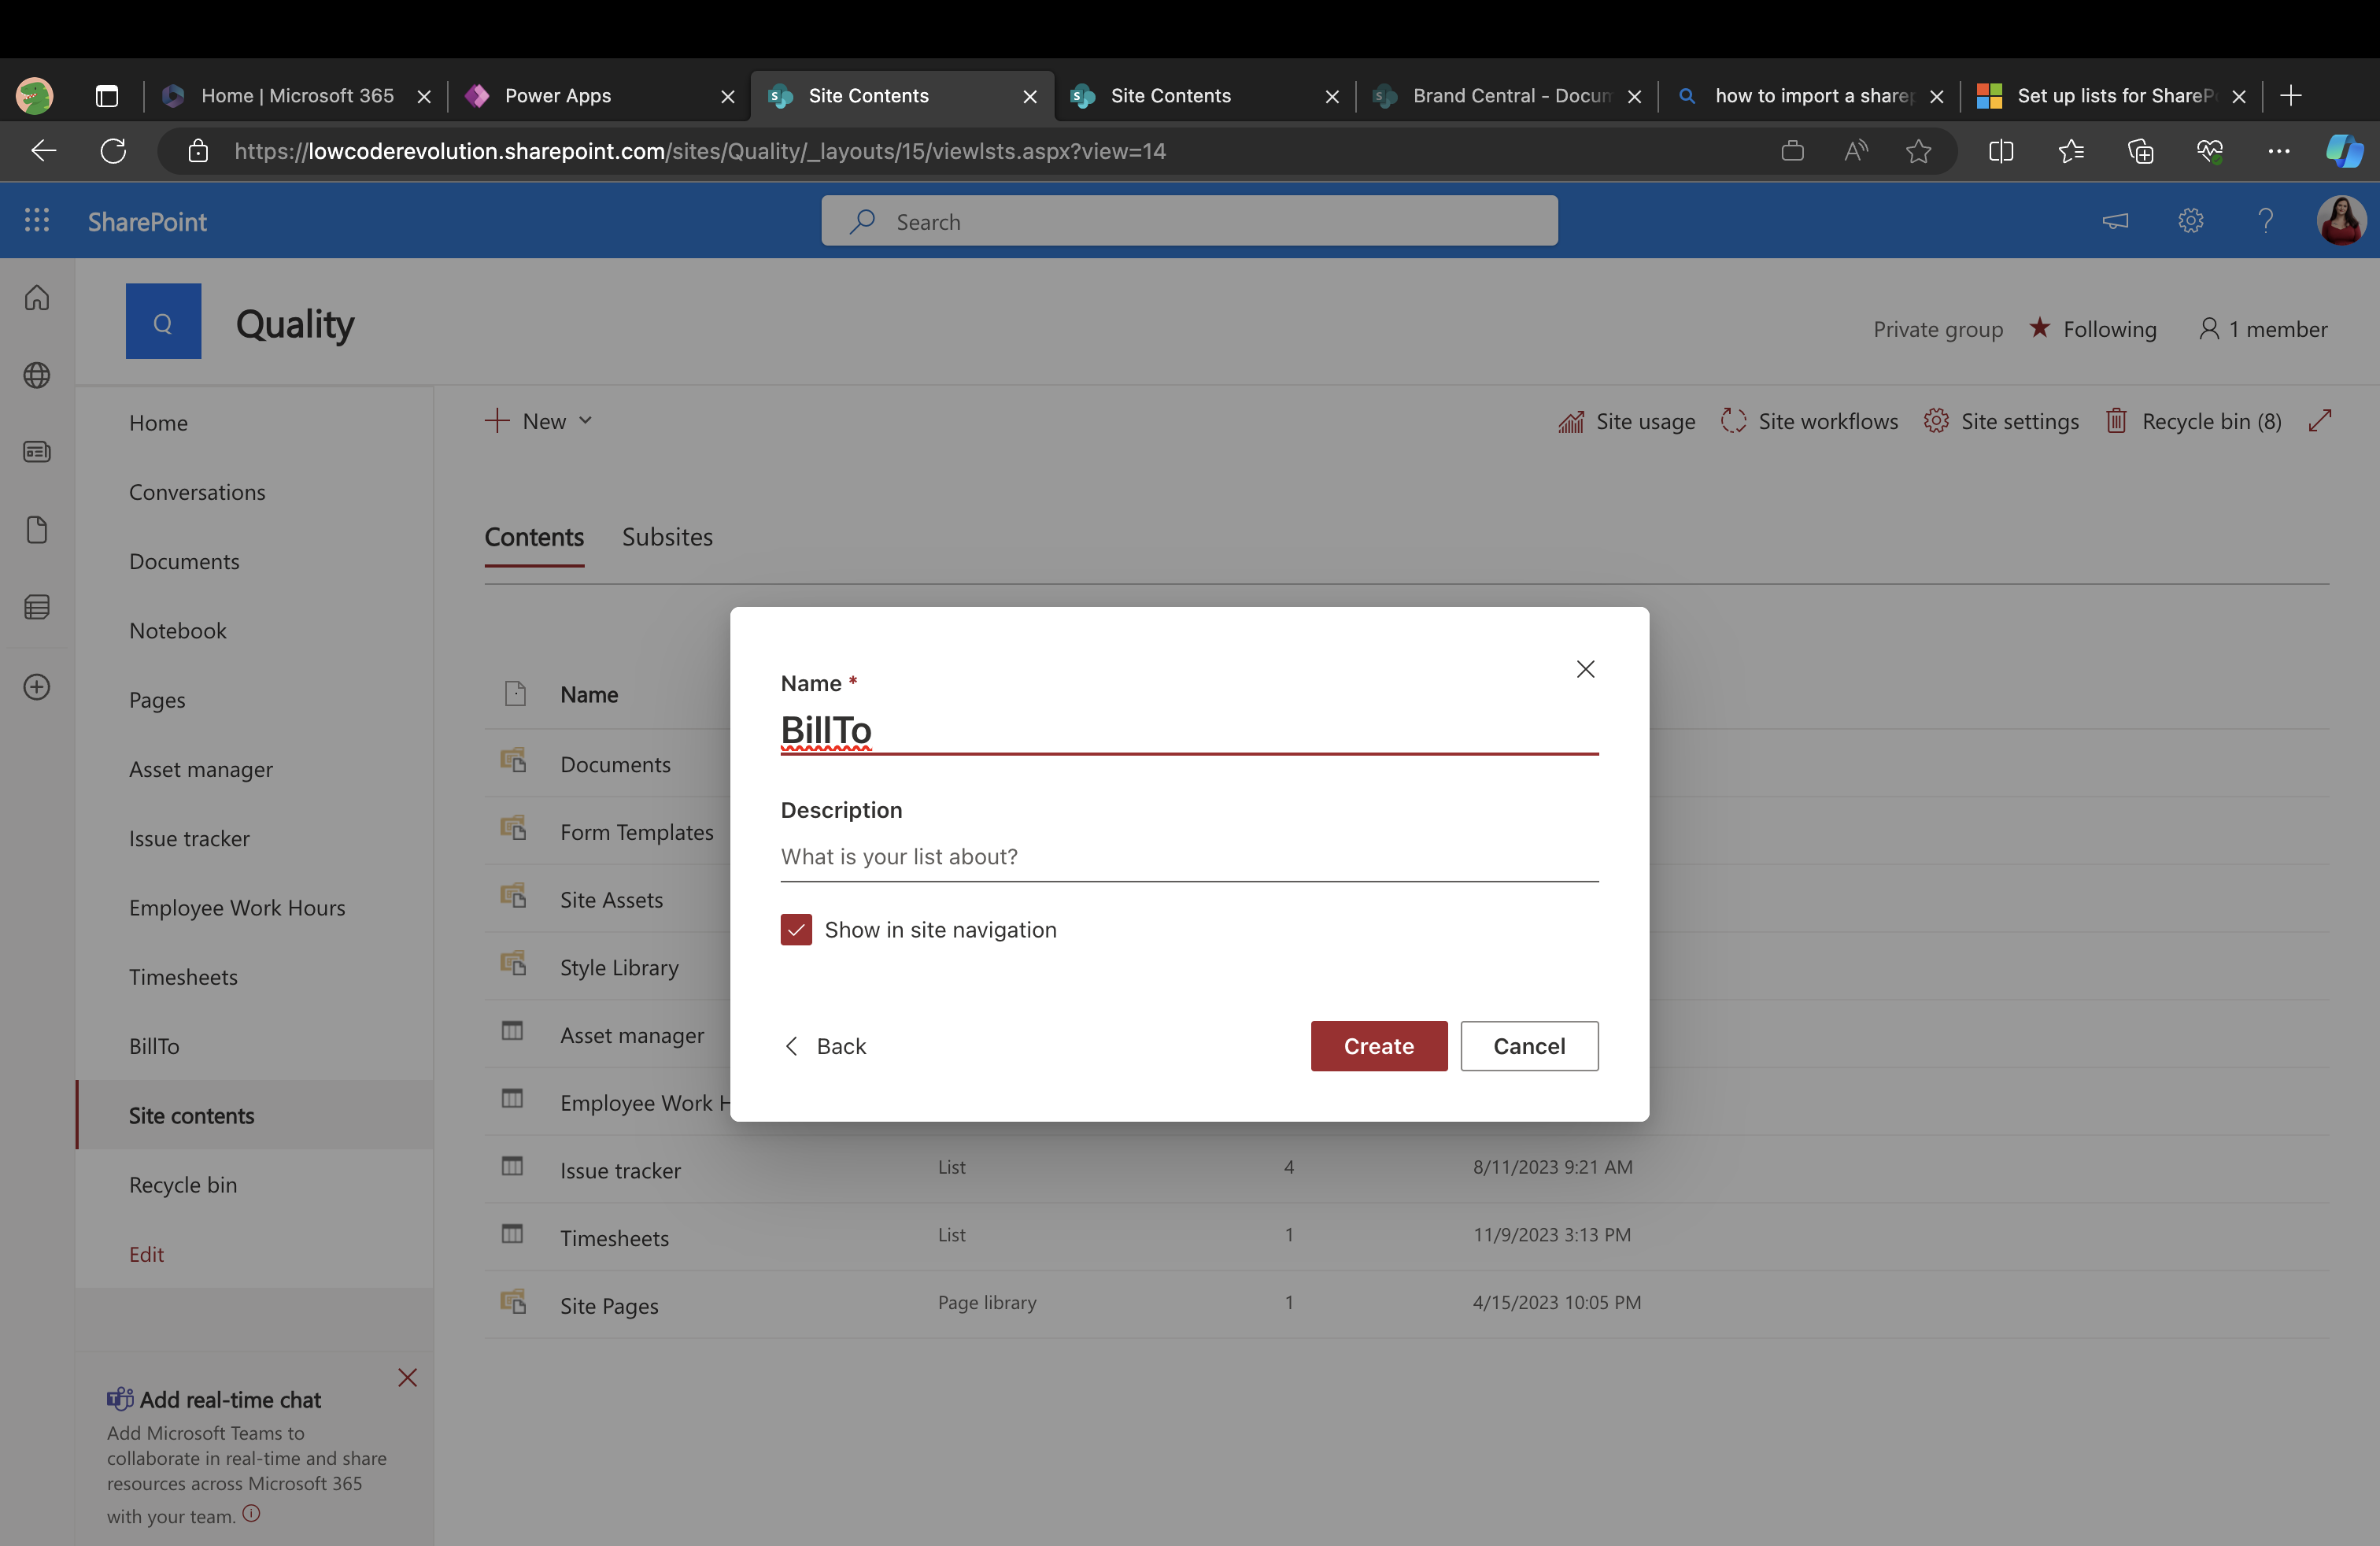 Home | Microsoft 365
Power Apps
Site Contents
Site Contents
Brand Central - Docum
how to import a sharep
Set up lists for ShareP
https://lowcoderevolution.sharepoint.com/sites/Quality/_layouts/15/viewlsts.aspx?view=14
SharePoint
Search
Q
Quality
Private group
Following
1 member
Home
Conversations
Documents
Notebook
Pages
Asset manager
Issue tracker
Employee Work Hours
Timesheets
BillTo
Site contents
Recycle bin
Edit
Add real-time chat
Add Microsoft Teams to
collaborate in real-time and share
resources across Microsoft 365
with your team.
New
Site usage
Site workflows
Site settings
Recycle bin (8)
Contents
Subsites
Name
Documents
Form Templates
Site Assets
Style Library
Asset manager
Employee Work H
Issue tracker List 4 8/11/2023 9:21 AM
Timesheets List 1 11/9/2023 3:13 PM
Site Pages Page library 1 4/15/2023 10:05 PM
Name *
BillTo
Description
What is your list about?
Show in site navigation
Back
Create
Cancel